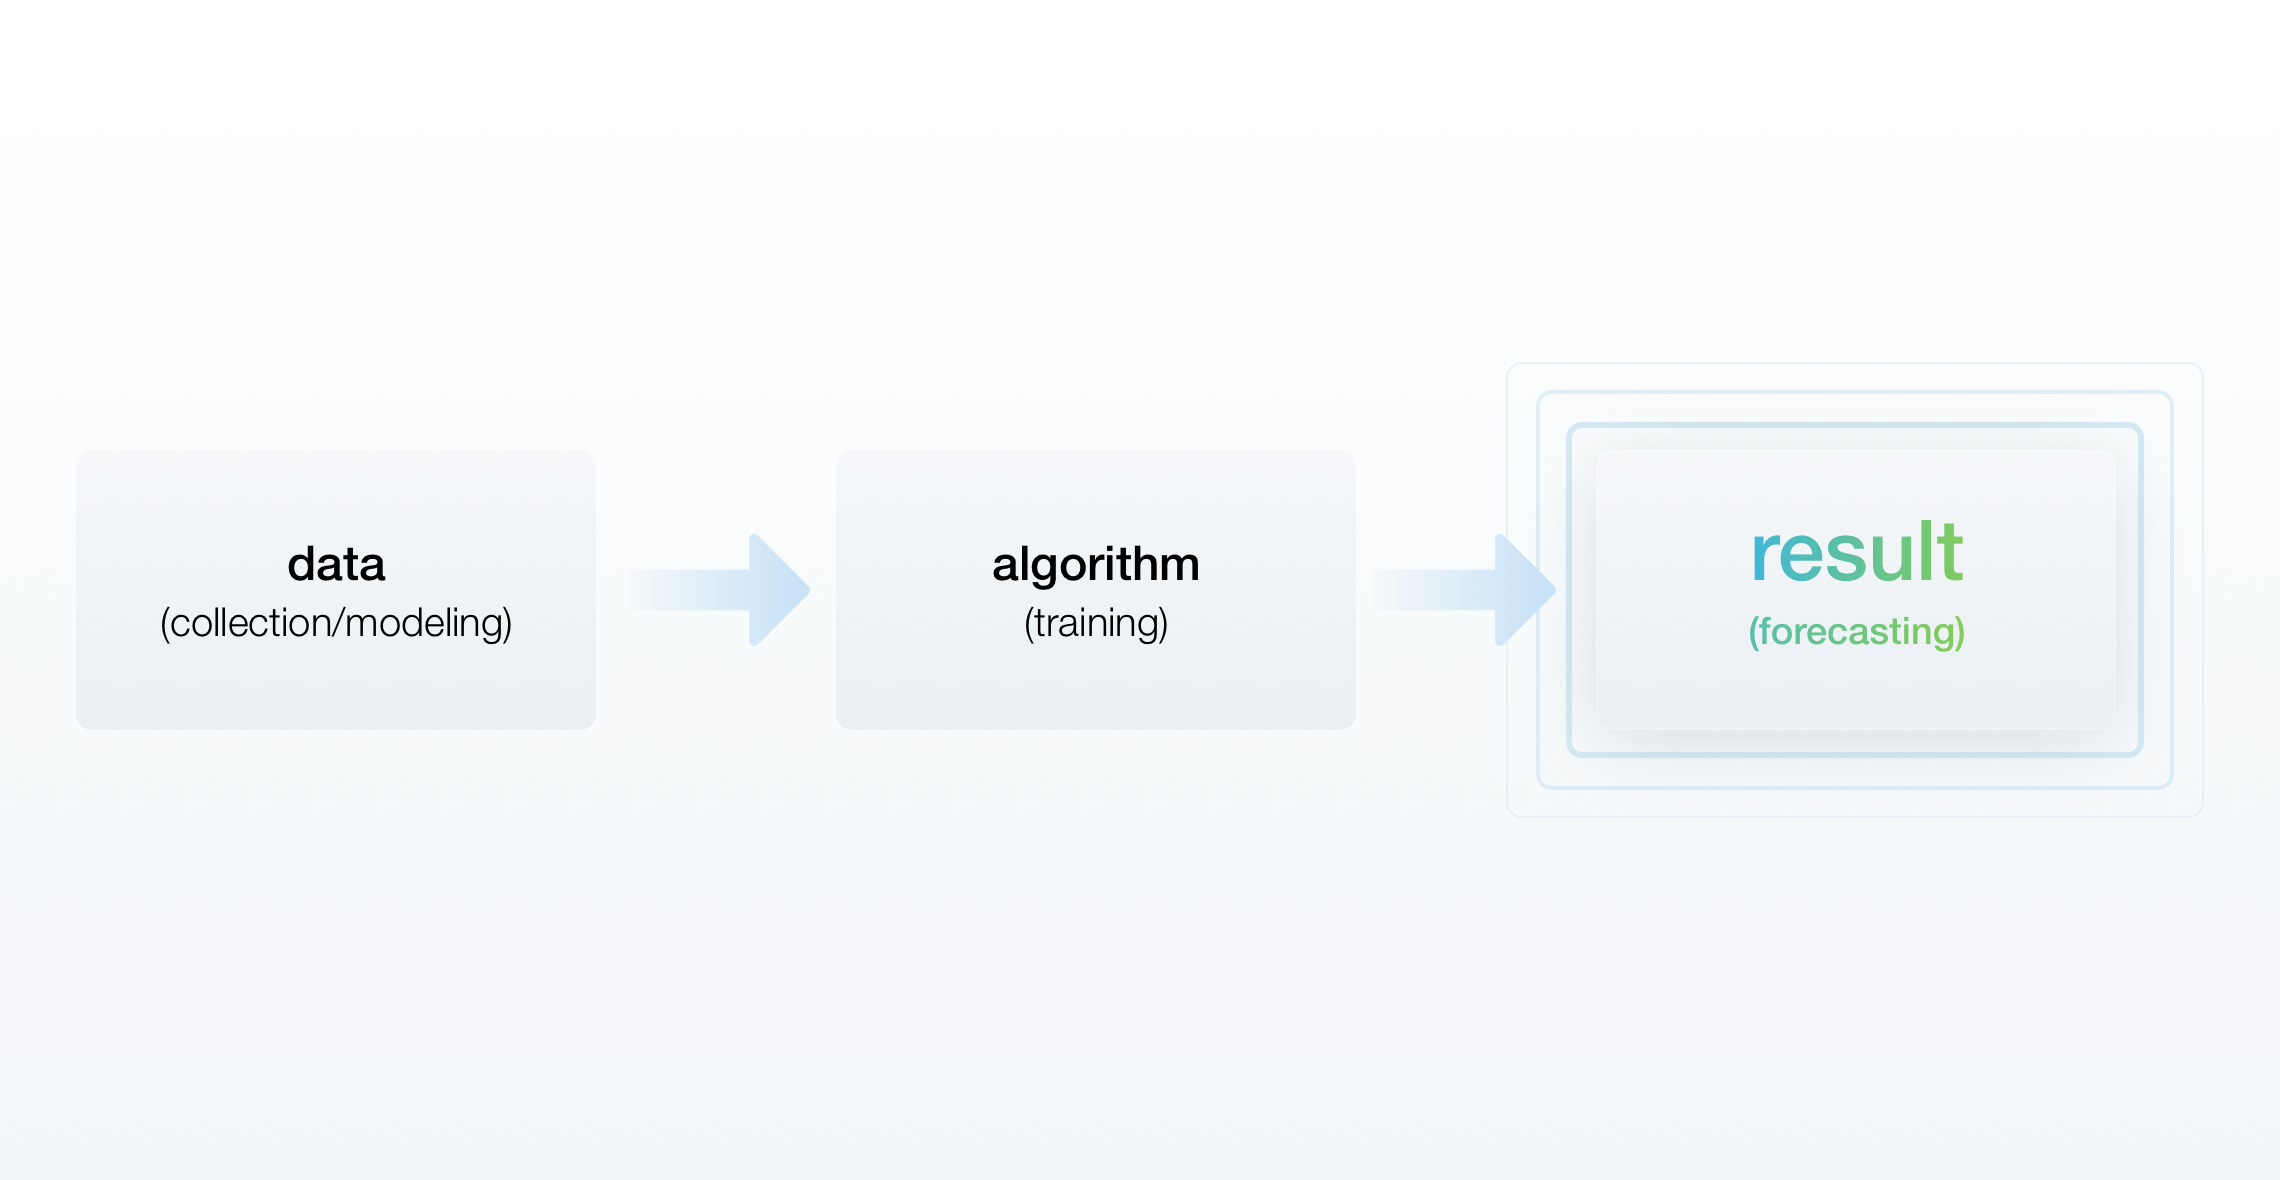 data
(collection/modeling)
algorithm
(training)
result
(forecasting)